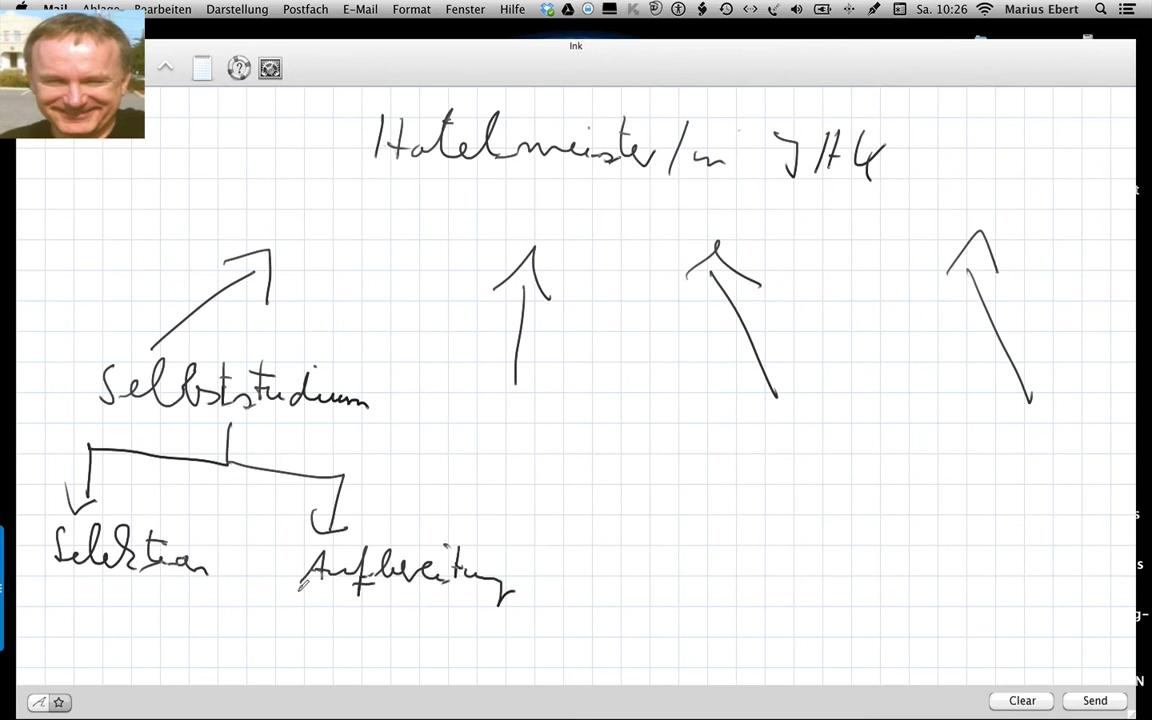 Mail Ablage Bearbeiten Darstellung Postfach E-Mail Format Fenster Hilfe Sa. 10:26 Marius Ebert
Ink
Hotelmeister/in IHK
Selbststudium
Selektion Aufbereitung
Clear Send